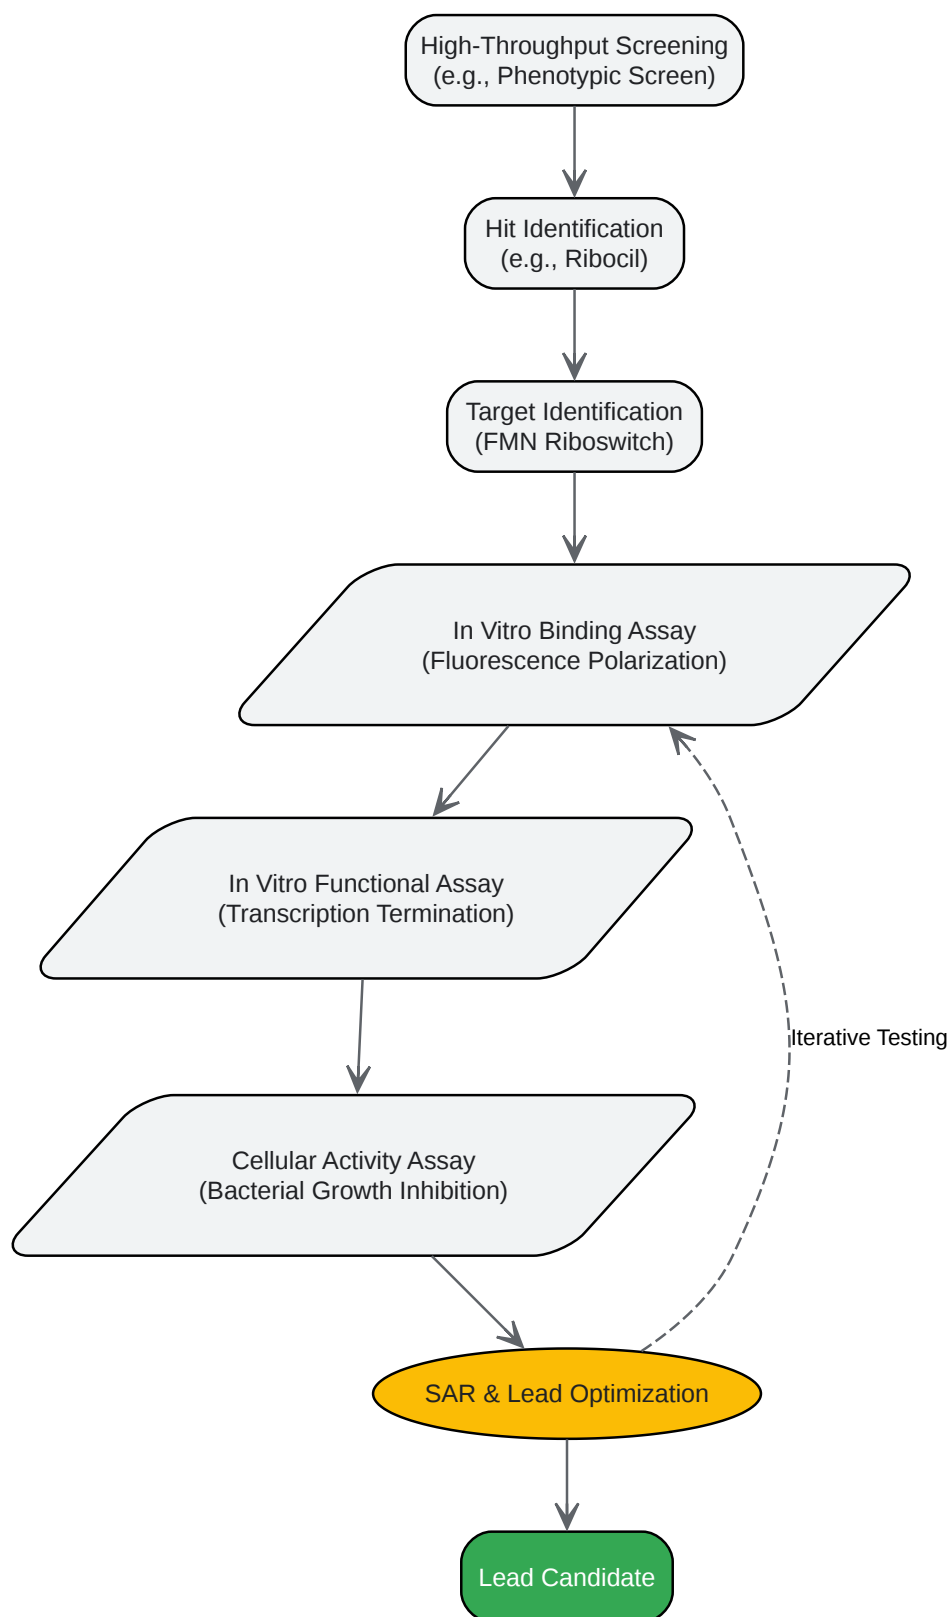 High-Throughput Screening
(e.g., Phenotypic Screen)
Hit Identification
(e.g., Ribocil)
Target Identification
(FMN Riboswitch)
In Vitro Binding Assay
(Fluorescence Polarization)
In Vitro Functional Assay
(Transcription Termination)
Iterative Testing
Cellular Activity Assay
(Bacterial Growth Inhibition)
SAR & Lead Optimization
Lead Candidate